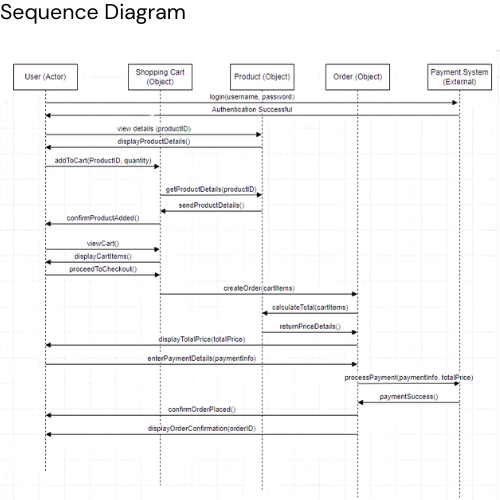 Sequence Diagram
User (Actor)
Shopping Cart
(Object)
Product (Object)
Order (Object)
Payment System
(External)
login(username, password)
Authentication Successful
view details (productID)
displayProductDetails()
addToCart(ProductID, quantity)
getProductDetails(productID)
sendProductDetails()
confirmProductAdded()
viewCart()
displayCartItems()
proceedToCheckout()
createOrder(cartItems)
calculateTotal(cartItems)
returnPriceDetails()
displayTotalPrice(totalPrice)
enterPaymentDetails(paymentInfo)
processPayment(paymentInfo, totalPrice)
paymentSuccess()
confirmOrderPlaced()
displayOrderConfirmation(orderID)